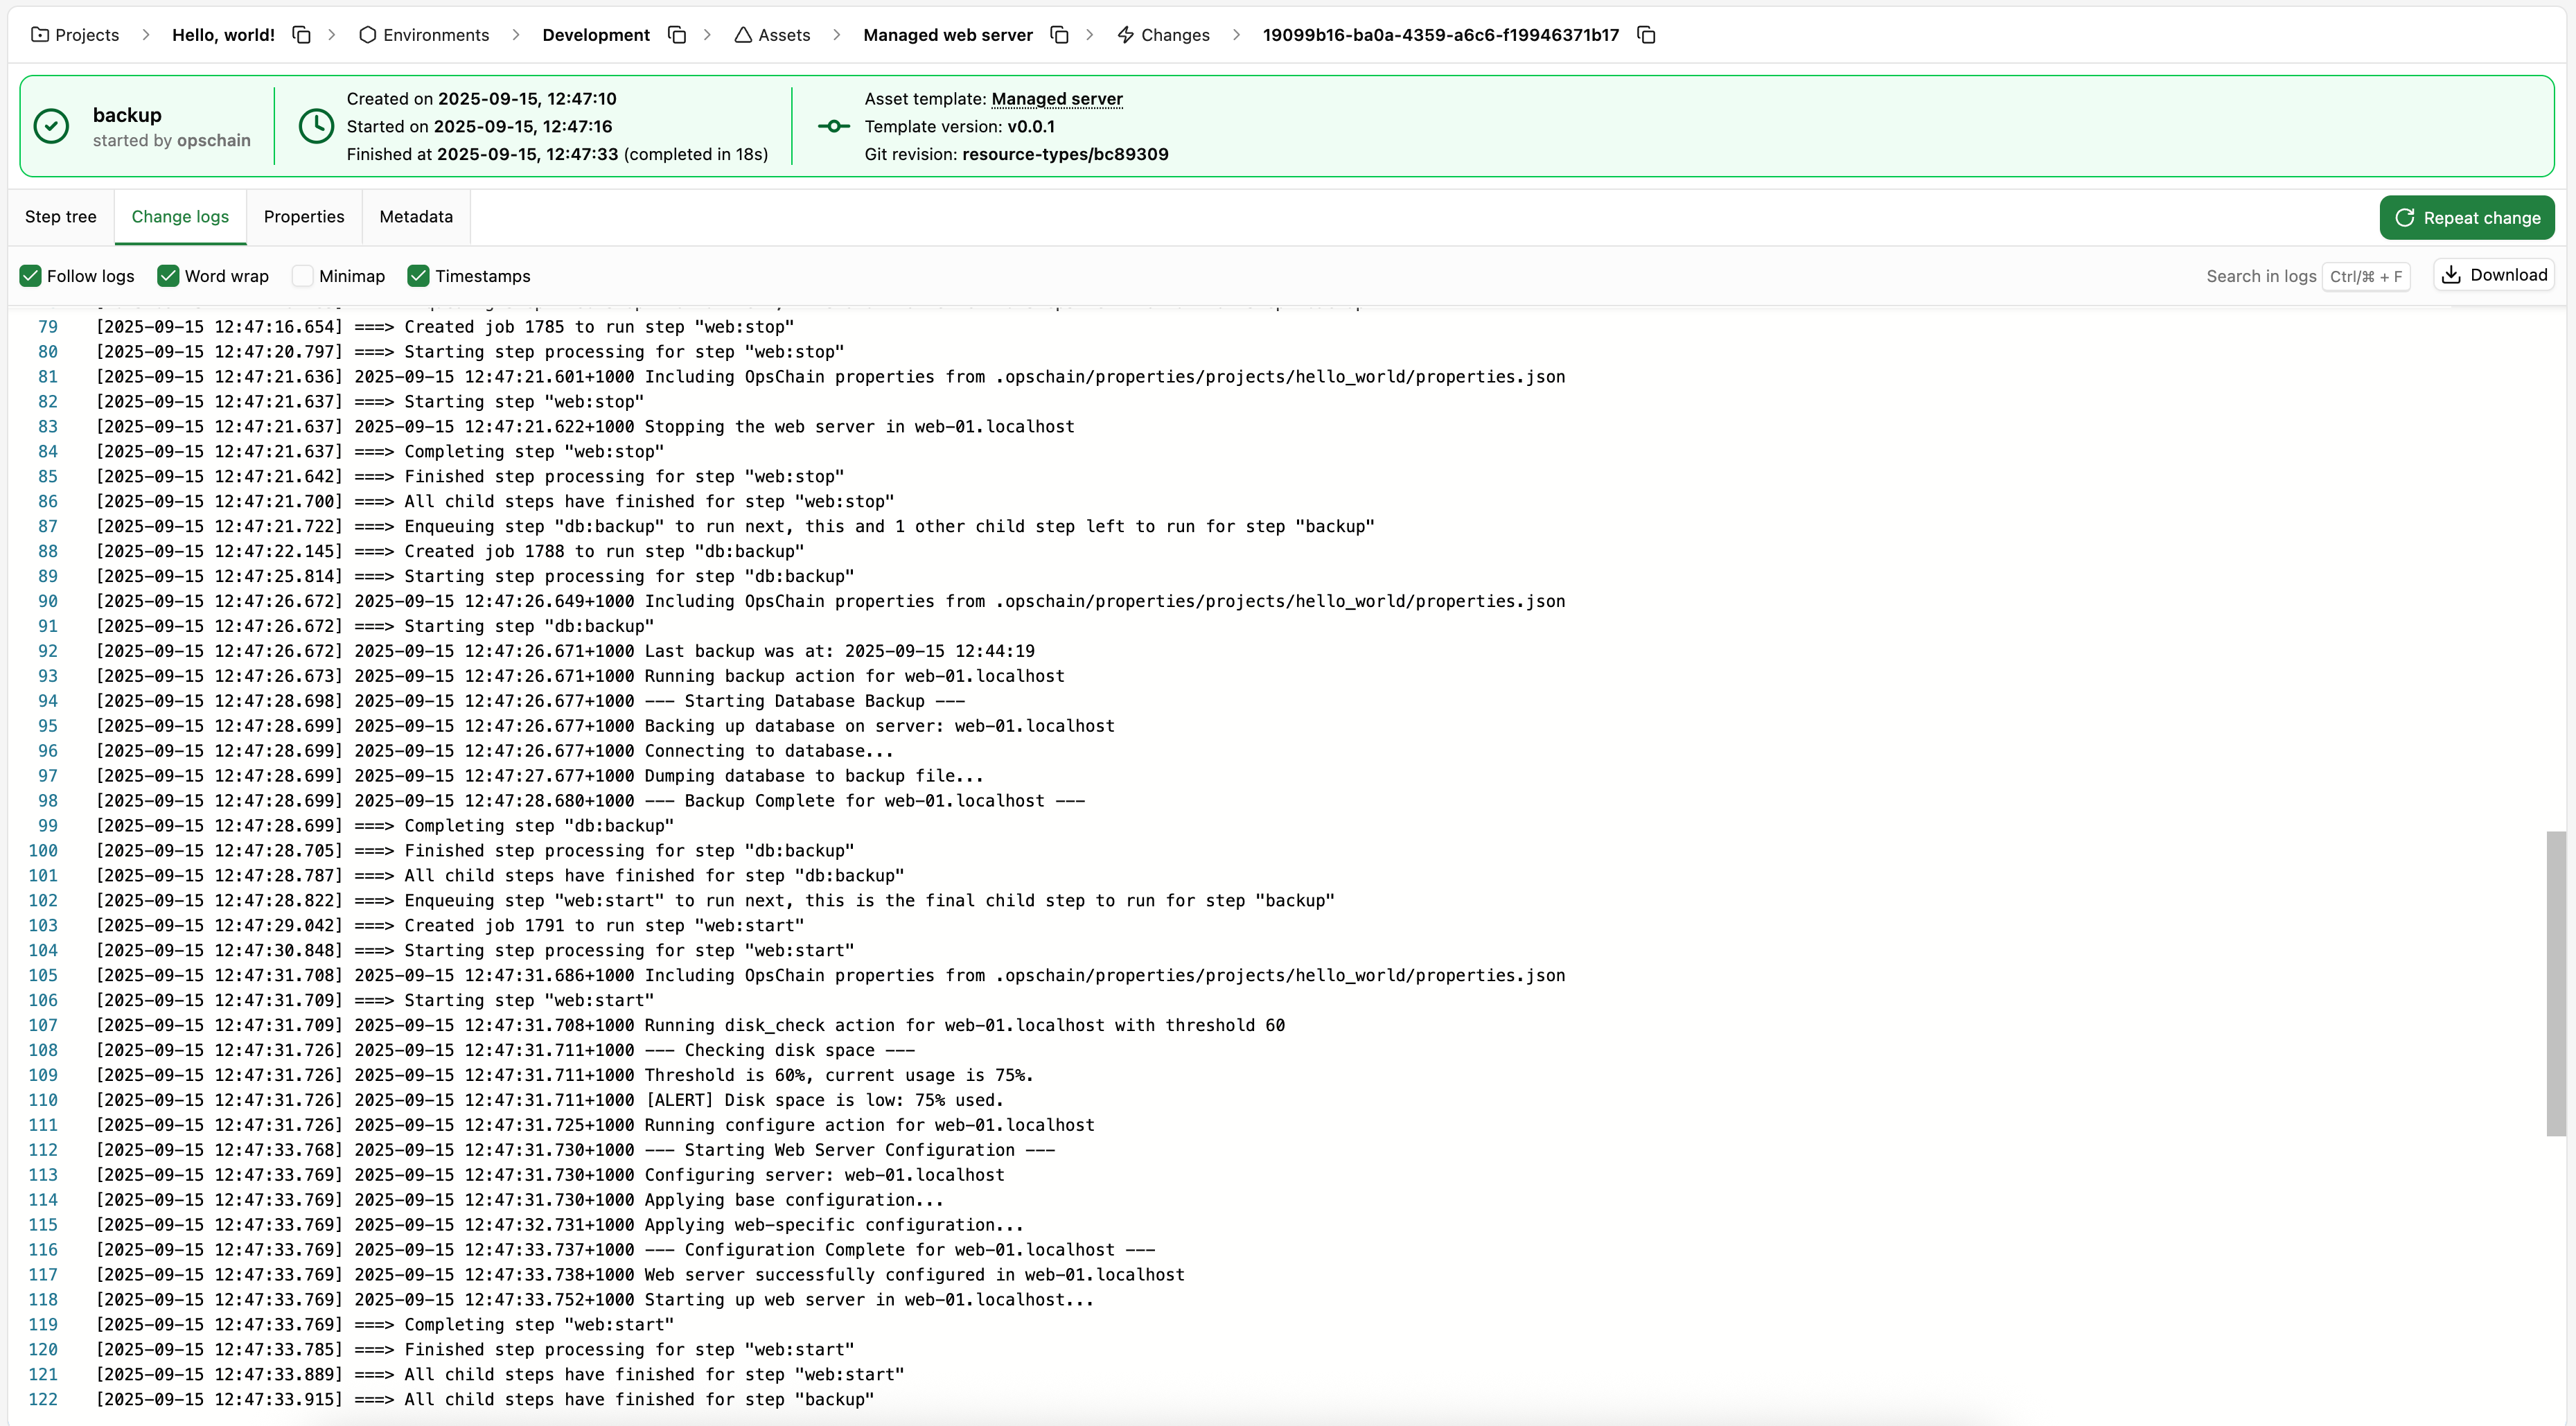 Projects > Hello, world! > Environments > Development > Assets > Managed web server > Changes > 19099b16-ba0a-4359-a6c6-f19946371b17
backup
started by opschain
Created on 2025-09-15, 12:47:10
Started on 2025-09-15, 12:47:16
Finished at 2025-09-15, 12:47:33 (completed in 18s)
Asset template: Managed server
Template version: v0.0.1
Git revision: resource-types/bc89309
Step tree Change logs Properties Metadata Repeat change
Follow logs Word wrap Minimap Timestamps Search in logs Ctrl/⌘ + F Download
79 [2025-09-15 12:47:16.654] ===> Created job 1785 to run step "web:stop"
80 [2025-09-15 12:47:20.797] ===> Starting step processing for step "web:stop"
81 [2025-09-15 12:47:21.636] 2025-09-15 12:47:21.601+1000 Including OpsChain properties from .opschain/properties/projects/hello_world/properties.json
82 [2025-09-15 12:47:21.637] ===> Starting step "web:stop"
83 [2025-09-15 12:47:21.637] 2025-09-15 12:47:21.622+1000 Stopping the web server in web-01.localhost
84 [2025-09-15 12:47:21.637] ===> Completing step "web:stop"
85 [2025-09-15 12:47:21.642] ===> Finished step processing for step "web:stop"
86 [2025-09-15 12:47:21.700] ===> All child steps have finished for step "web:stop"
87 [2025-09-15 12:47:21.722] ===> Enqueuing step "db:backup" to run next, this and 1 other child step left to run for step "backup"
88 [2025-09-15 12:47:22.145] ===> Created job 1788 to run step "db:backup"
89 [2025-09-15 12:47:25.814] ===> Starting step processing for step "db:backup"
90 [2025-09-15 12:47:26.672] 2025-09-15 12:47:26.649+1000 Including OpsChain properties from .opschain/properties/projects/hello_world/properties.json
91 [2025-09-15 12:47:26.672] ===> Starting step "db:backup"
92 [2025-09-15 12:47:26.672] 2025-09-15 12:47:26.671+1000 Last backup was at: 2025-09-15 12:44:19
93 [2025-09-15 12:47:26.673] 2025-09-15 12:47:26.671+1000 Running backup action for web-01.localhost
94 [2025-09-15 12:47:28.698] 2025-09-15 12:47:26.677+1000 --- Starting Database Backup ---
95 [2025-09-15 12:47:28.699] 2025-09-15 12:47:26.677+1000 Backing up database on server: web-01.localhost
96 [2025-09-15 12:47:28.699] 2025-09-15 12:47:26.677+1000 Connecting to database...
97 [2025-09-15 12:47:28.699] 2025-09-15 12:47:27.677+1000 Dumping database to backup file...
98 [2025-09-15 12:47:28.699] 2025-09-15 12:47:28.680+1000 --- Backup Complete for web-01.localhost ---
99 [2025-09-15 12:47:28.699] ===> Completing step "db:backup"
100 [2025-09-15 12:47:28.705] ===> Finished step processing for step "db:backup"
101 [2025-09-15 12:47:28.787] ===> All child steps have finished for step "db:backup"
102 [2025-09-15 12:47:28.822] ===> Enqueuing step "web:start" to run next, this is the final child step to run for step "backup"
103 [2025-09-15 12:47:29.042] ===> Created job 1791 to run step "web:start"
104 [2025-09-15 12:47:30.848] ===> Starting step processing for step "web:start"
105 [2025-09-15 12:47:31.708] 2025-09-15 12:47:31.686+1000 Including OpsChain properties from .opschain/properties/projects/hello_world/properties.json
106 [2025-09-15 12:47:31.709] ===> Starting step "web:start"
107 [2025-09-15 12:47:31.709] 2025-09-15 12:47:31.708+1000 Running disk_check action for web-01.localhost with threshold 60
108 [2025-09-15 12:47:31.726] 2025-09-15 12:47:31.711+1000 --- Checking disk space ---
109 [2025-09-15 12:47:31.726] 2025-09-15 12:47:31.711+1000 Threshold is 60%, current usage is 75%.
110 [2025-09-15 12:47:31.726] 2025-09-15 12:47:31.711+1000 [ALERT] Disk space is low: 75% used.
111 [2025-09-15 12:47:31.726] 2025-09-15 12:47:31.725+1000 Running configure action for web-01.localhost
112 [2025-09-15 12:47:33.768] 2025-09-15 12:47:31.730+1000 --- Starting Web Server Configuration ---
113 [2025-09-15 12:47:33.769] 2025-09-15 12:47:31.730+1000 Configuring server: web-01.localhost
114 [2025-09-15 12:47:33.769] 2025-09-15 12:47:31.730+1000 Applying base configuration...
115 [2025-09-15 12:47:33.769] 2025-09-15 12:47:32.731+1000 Applying web-specific configuration...
116 [2025-09-15 12:47:33.769] 2025-09-15 12:47:33.737+1000 --- Configuration Complete for web-01.localhost ---
117 [2025-09-15 12:47:33.769] 2025-09-15 12:47:33.738+1000 Web server successfully configured in web-01.localhost
118 [2025-09-15 12:47:33.769] 2025-09-15 12:47:33.752+1000 Starting up web server in web-01.localhost...
119 [2025-09-15 12:47:33.769] ===> Completing step "web:start"
120 [2025-09-15 12:47:33.785] ===> Finished step processing for step "web:start"
121 [2025-09-15 12:47:33.889] ===> All child steps have finished for step "web:start"
122 [2025-09-15 12:47:33.915] ===> All child steps have finished for step "backup"